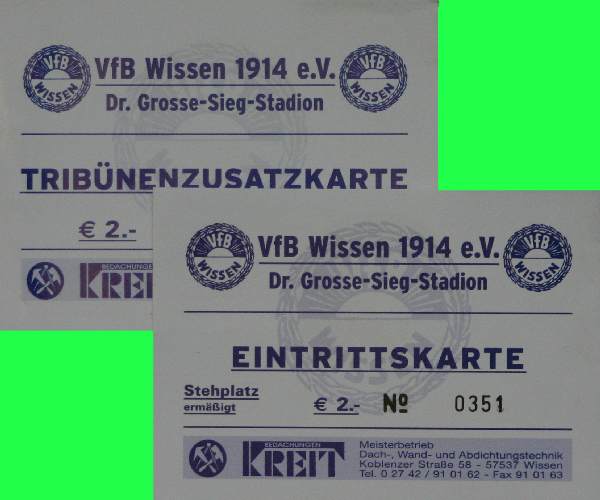 VfB
WISSEN
VfB Wissen 1914 e.V.
Dr. Grosse-Sieg-Stadion
VfB
WISSEN
TRIBÜNENZUSATZKARTE
€ 2.-
BEDACHUNGEN
KREIT
VfB
WISSEN
VfB Wissen 1914 e.V.
Dr. Grosse-Sieg-Stadion
VfB
WISSEN
EINTRITTSKARTE
Stehplatz
ermäßigt
€ 2.- Nº 0351
BEDACHUNGEN
KREIT
Meisterbetrieb
Dach-, Wand- und Abdichtungstechnik
Koblenzer Straße 58 - 57537 Wissen
Tel. 0 27 42 / 91 01 62 - Fax 91 01 63